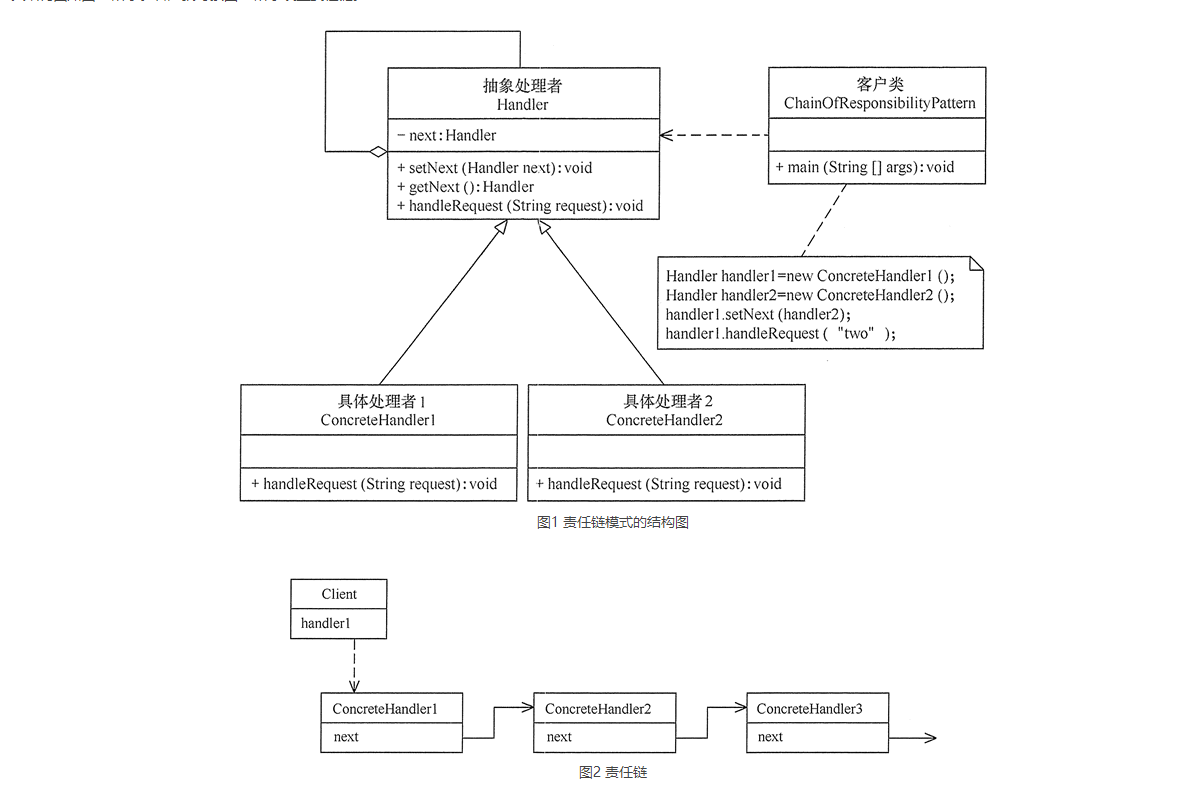 抽象处理者
Handler
- next:Handler
+ setNext (Handler next):void
+ getNext ():Handler
+ handleRequest (String request):void
客户类
ChainOfResponsibilityPattern
+ main (String [] args):void
Handler handler1=new ConcreteHandler1 ();
Handler handler2=new ConcreteHandler2 ();
handler1.setNext (handler2);
handler1.handleRequest ( "two" );
具体处理者1
ConcreteHandler1
+ handleRequest (String request):void
具体处理者2
ConcreteHandler2
+ handleRequest (String request):void
图1 责任链模式的结构图
Client
handler1
ConcreteHandler1
next
ConcreteHandler2
next
ConcreteHandler3
next
图2 责任链